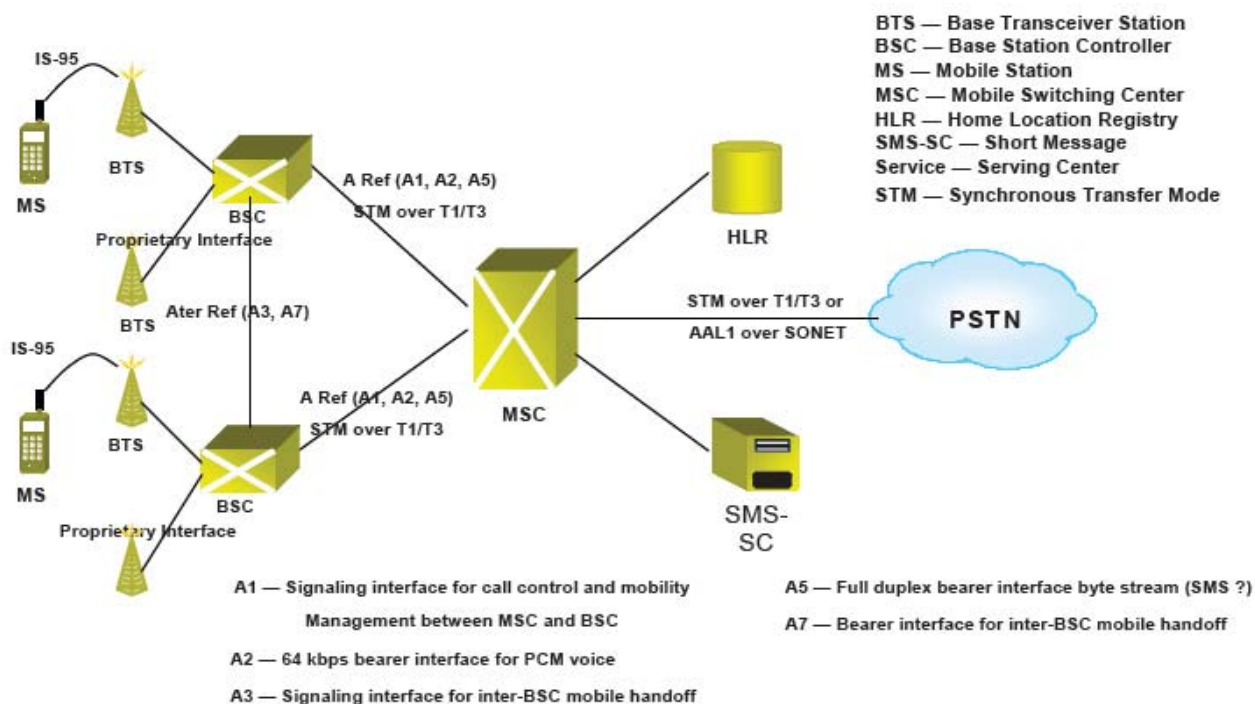 IS-95
MS
BTS
BTS
BSC
Proprietary Interface
A Ref (A1, A2, A5)
STM over T1/T3
Ater Ref (A3, A7)
IS-95
MS
BTS
BSC
Proprietary Interface
A Ref (A1, A2, A5)
STM over T1/T3
MSC
HLR
STM over T1/T3 or
AAL1 over SONET
PSTN
SMS-
SC
BTS — Base Transceiver Station
BSC — Base Station Controller
MS — Mobile Station
MSC — Mobile Switching Center
HLR — Home Location Registry
SMS-SC — Short Message
Service — Serving Center
STM — Synchronous Transfer Mode
A1 — Signaling interface for call control and mobility
Management between MSC and BSC
A2 — 64 kbps bearer interface for PCM voice
A3 — Signaling interface for inter-BSC mobile handoff
A5 — Full duplex bearer interface byte stream (SMS ?)
A7 — Bearer interface for inter-BSC mobile handoff